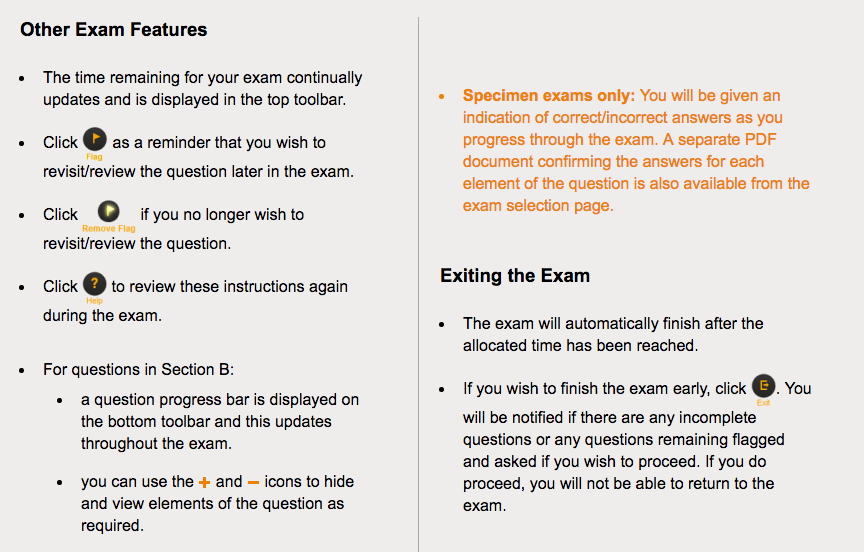 Other Exam Features
The time remaining for your exam continually
updates and is displayed in the top toolbar.
Click as a reminder that you wish to
Flag
revisit/review the question later in the exam.
Click if you no longer wish to
Remove Flag
revisit/review the question.
Click ? to review these instructions again
Help
during the exam.
For questions in Section B:
a question progress bar is displayed on
the bottom toolbar and this updates
throughout the exam.
you can use the + and − icons to hide
and view elements of the question as
required.
Specimen exams only: You will be given an
indication of correct/incorrect answers as you
progress through the exam. A separate PDF
document confirming the answers for each
element of the question is also available from the
exam selection page.
Exiting the Exam
The exam will automatically finish after the
allocated time has been reached.
If you wish to finish the exam early, click . You
Exit
will be notified if there are any incomplete
questions or any questions remaining flagged
and asked if you wish to proceed. If you do
proceed, you will not be able to return to the
exam.